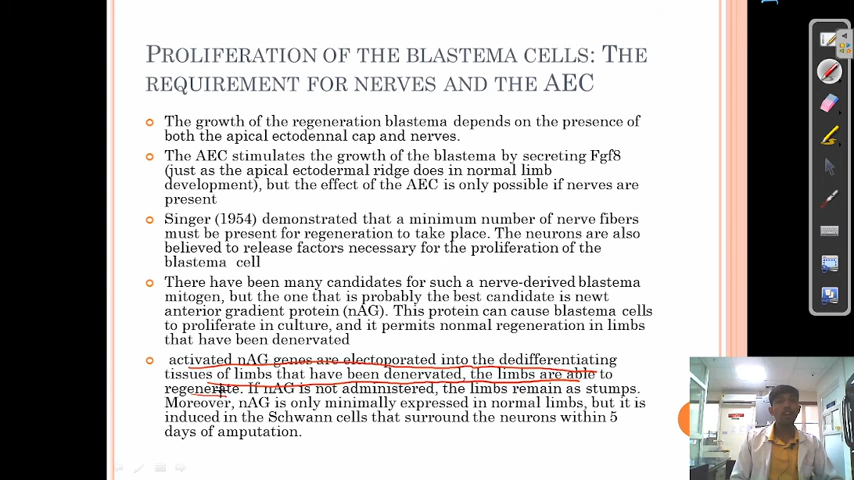 PROLIFERATION OF THE BLASTEMA CELLS: THE
REQUIREMENT FOR NERVES AND THE AEC
The growth of the regeneration blastema depends on the presence of
both the apical ectodennal cap and nerves.
The AEC stimulates the growth of the blastema by secreting Fgf8
(just as the apical ectodermal ridge does in normal limb
development), but the effect of the AEC is only possible if nerves are
present
Singer (1954) demonstrated that a minimum number of nerve fibers
must be present for regeneration to take place. The neurons are also
believed to release factors necessary for the proliferation of the
blastema cell
There have been many candidates for such a nerve-derived blastema
mitogen, but the one that is probably the best candidate is newt
anterior gradient protein (nAG). This protein can cause blastema cells
to proliferate in culture, and it permits nonmal regeneration in limbs
that have been denervated
activated nAG genes are electoporated into the dedifferentiating
tissues of limbs that have been denervated, the limbs are able to
regenerate. If nAG is not administered, the limbs remain as stumps.
Moreover, nAG is only minimally expressed in normal limbs, but it is
induced in the Schwann cells that surround the neurons within 5
days of amputation.